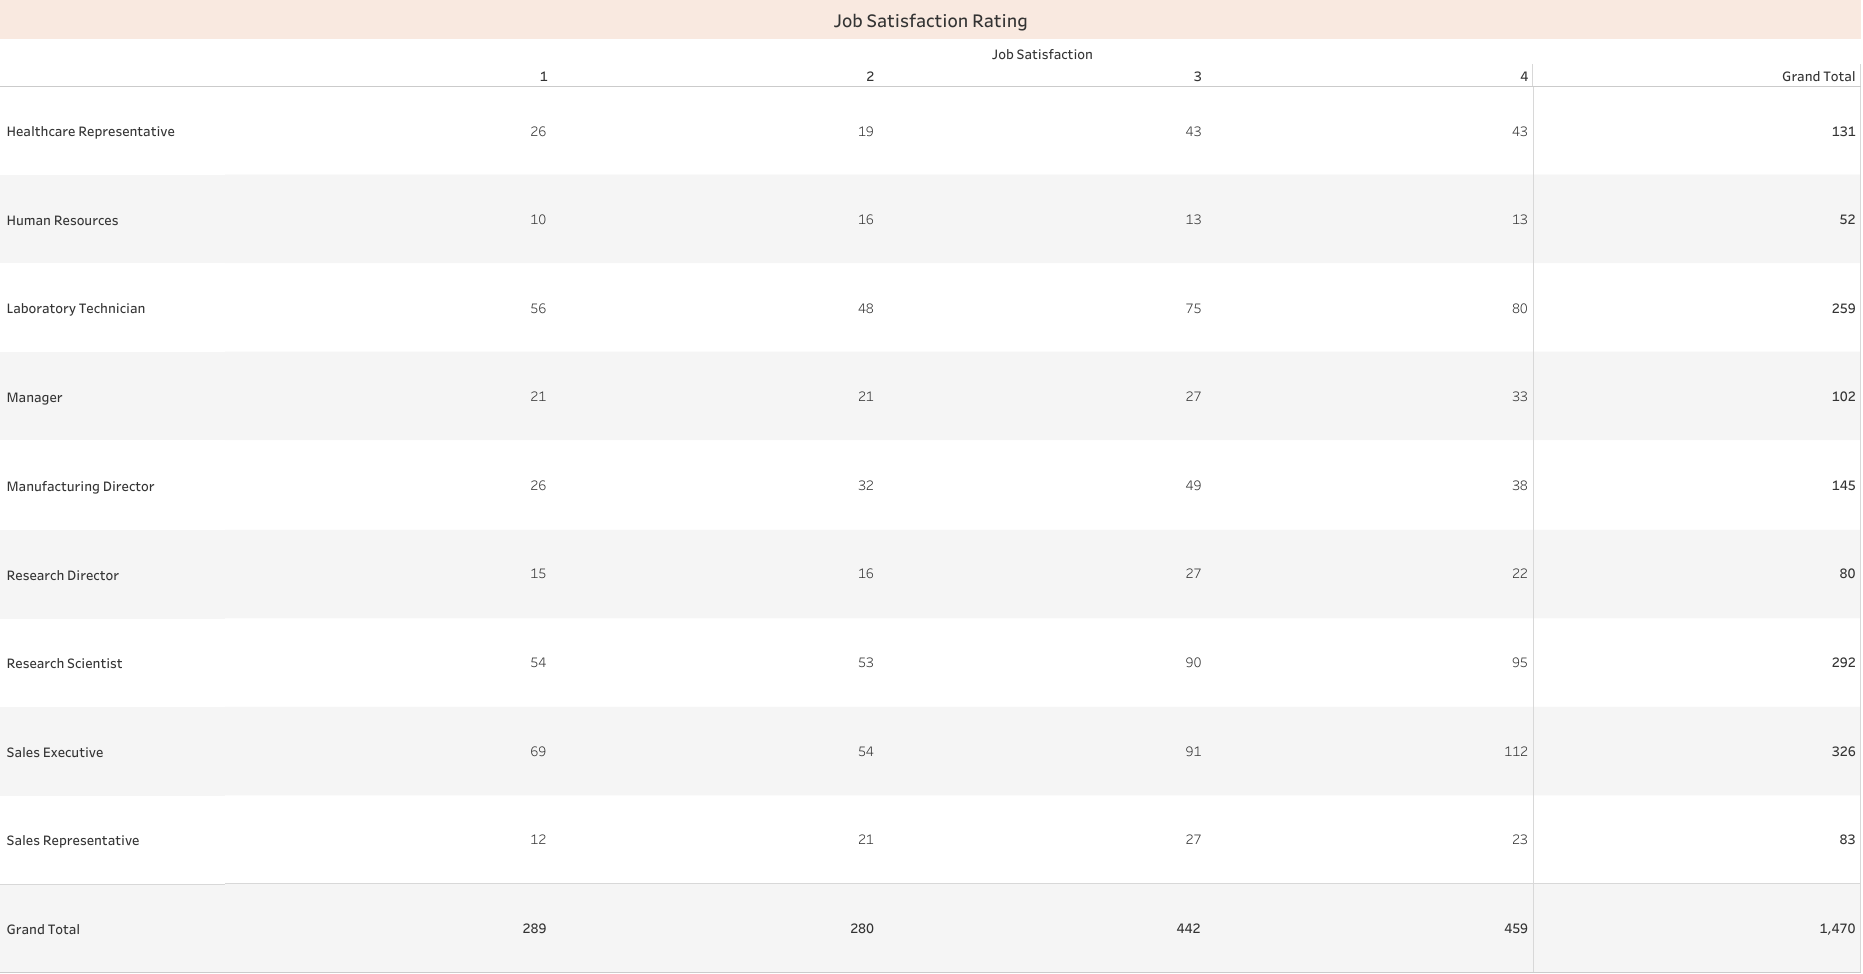 Job Satisfaction Rating
Job Satisfaction
1 2 3 4 Grand Total
Healthcare Representative 26 19 43 43 131
Human Resources 10 16 13 13 52
Laboratory Technician 56 48 75 80 259
Manager 21 21 27 33 102
Manufacturing Director 26 32 49 38 145
Research Director 15 16 27 22 80
Research Scientist 54 53 90 95 292
Sales Executive 69 54 91 112 326
Sales Representative 12 21 27 23 83
Grand Total 289 280 442 459 1,470